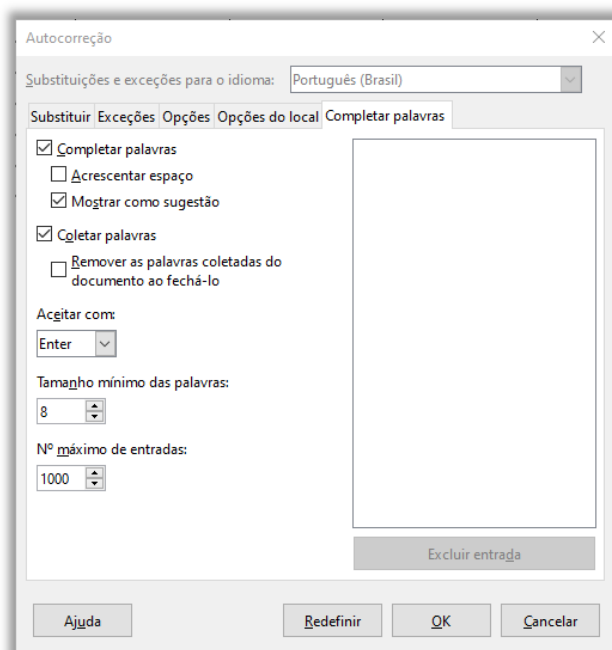 Autocorreção
Substituições e exceções para o idioma: Português (Brasil)
Substituir Exceções Opções Opções do local Completar palavras
Completar palavras
Acrescentar espaço
Mostrar como sugestão
Coletar palavras
Remover as palavras coletadas do
documento ao fechá-lo
Aceitar com:
Enter
Tamanho mínimo das palavras:
8
Nº máximo de entradas:
1000
Excluir entrada
Ajuda Redefinir OK Cancelar